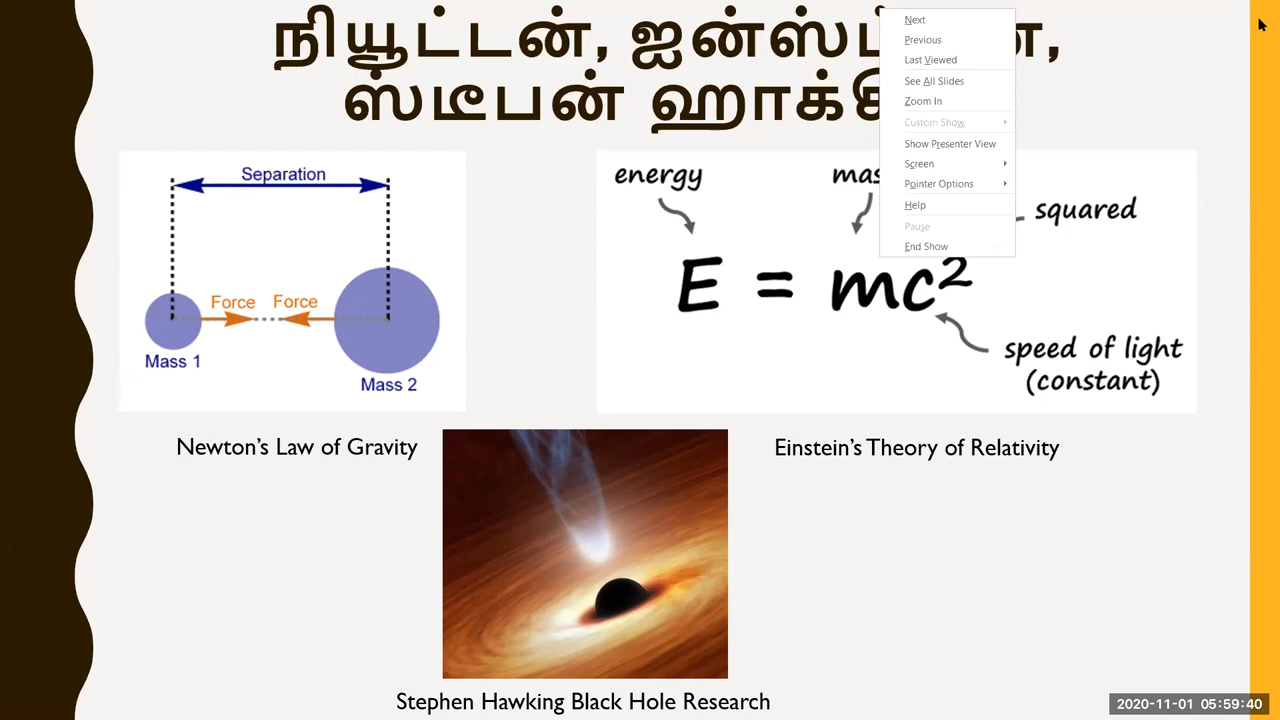 நியூட்டன்,
ஸ்டீபன்
Separation
Force Force
Mass 1
Mass 2
energy
squared
E = mc²
speed of light
(constant)
Newton's Law of Gravity
Einstein's Theory of Relativity
Stephen Hawking Black Hole Research
Next
Previous
Last Viewed
See All Slides
Zoom In
Custom Show
Show Presenter View
Screen
Pointer Options
Help
Pause
End Show
2020-11-01 05:59:40